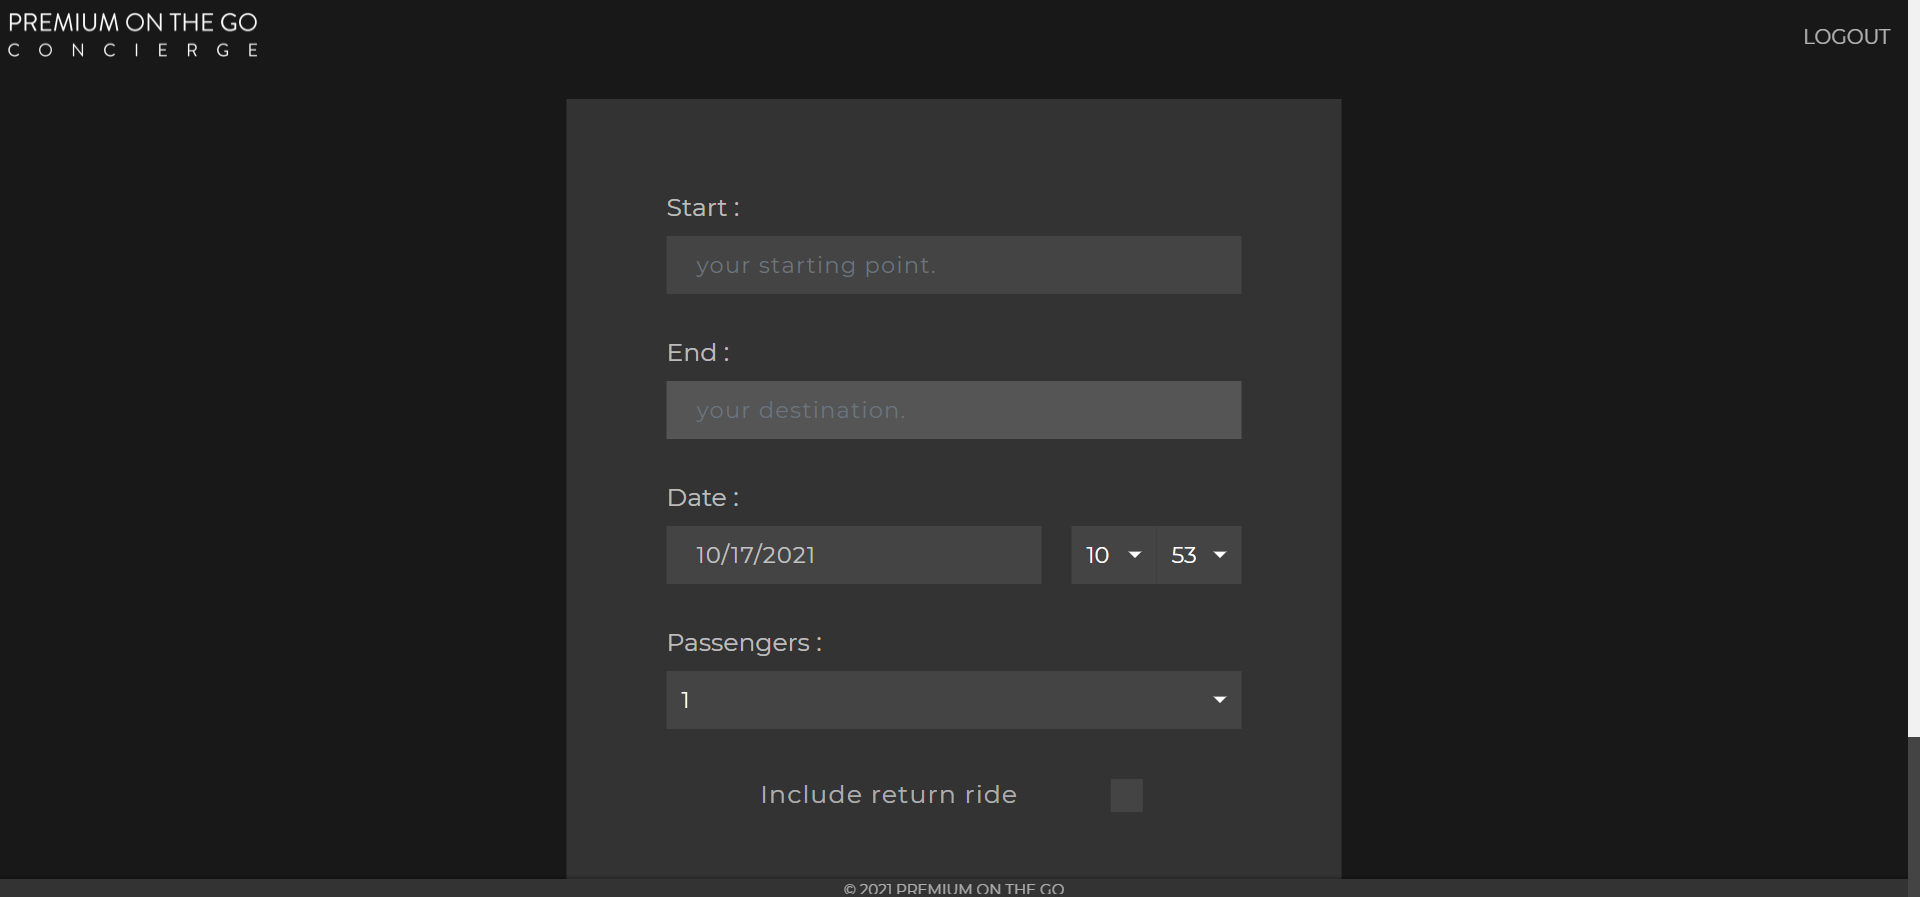 PREMIUM ON THE GO
CONCIERGE
LOGOUT
Start :
your starting point.
End :
your destination.
Date :
10/17/2021
10
53
Passengers :
1
Include return ride
© 2021 PREMIUM ON THE GO